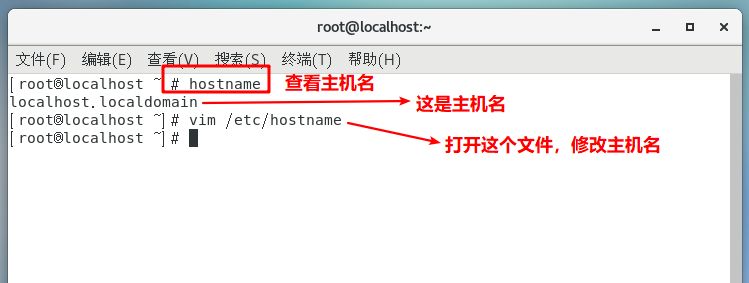 root@localhost:~
文件(F) 编辑(E) 查看(V) 搜索(S) 终端(T) 帮助(H)
[root@localhost ~ # hostname 查看主机名
localhost.localdomain 这是主机名
[root@localhost ~]# vim /etc/hostname
[root@localhost ~]# 打开这个文件，修改主机名